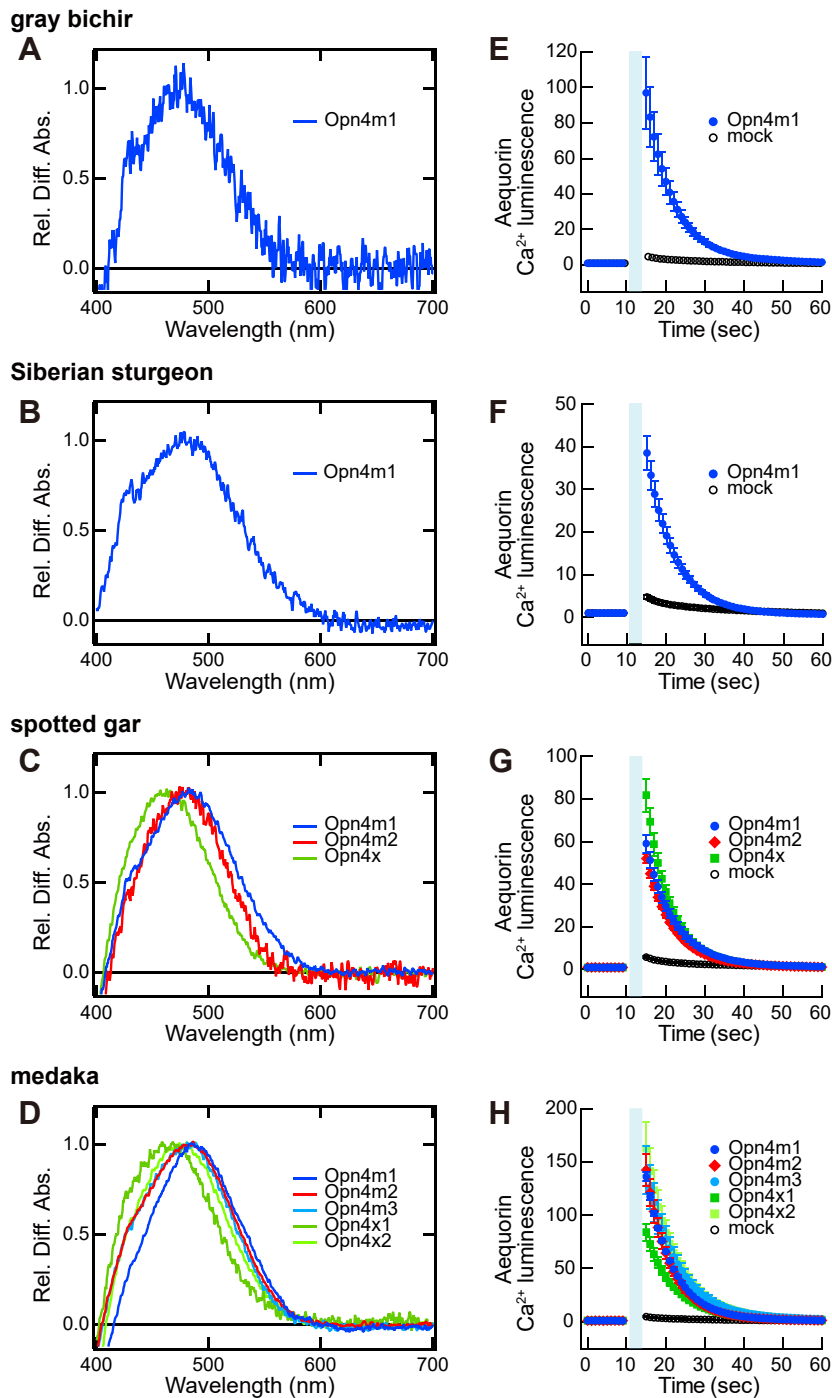 gray bichir
A
Rel. Diff. Abs.
1.0
0.5
0.0
Opn4m1
400
500
600
700
Wavelength (nm)
E
Aequorin
Ca²⁺ luminescence
120
100
80
60
40
20
0
Opn4m1
mock
0
10
20
30
40
50
60
Time (sec)
Siberian sturgeon
B
Rel. Diff. Abs.
1.0
0.5
0.0
Opn4m1
400
500
600
700
Wavelength (nm)
F
Aequorin
Ca²⁺ luminescence
50
40
30
20
10
0
Opn4m1
mock
0
10
20
30
40
50
60
Time (sec)
spotted gar
C
Rel. Diff. Abs.
1.0
0.5
0.0
Opn4m1
Opn4m2
Opn4x
400
500
600
700
Wavelength (nm)
G
Aequorin
Ca²⁺ luminescence
100
80
60
40
20
0
Opn4m1
Opn4m2
Opn4x
mock
0
10
20
30
40
50
60
Time (sec)
medaka
D
Rel. Diff. Abs.
1.0
0.5
0.0
Opn4m1
Opn4m2
Opn4m3
Opn4x1
Opn4x2
400
500
600
700
Wavelength (nm)
H
Aequorin
Ca²⁺ luminescence
200
150
100
50
0
Opn4m1
Opn4m2
Opn4m3
Opn4x1
Opn4x2
mock
0
10
20
30
40
50
60
Time (sec)